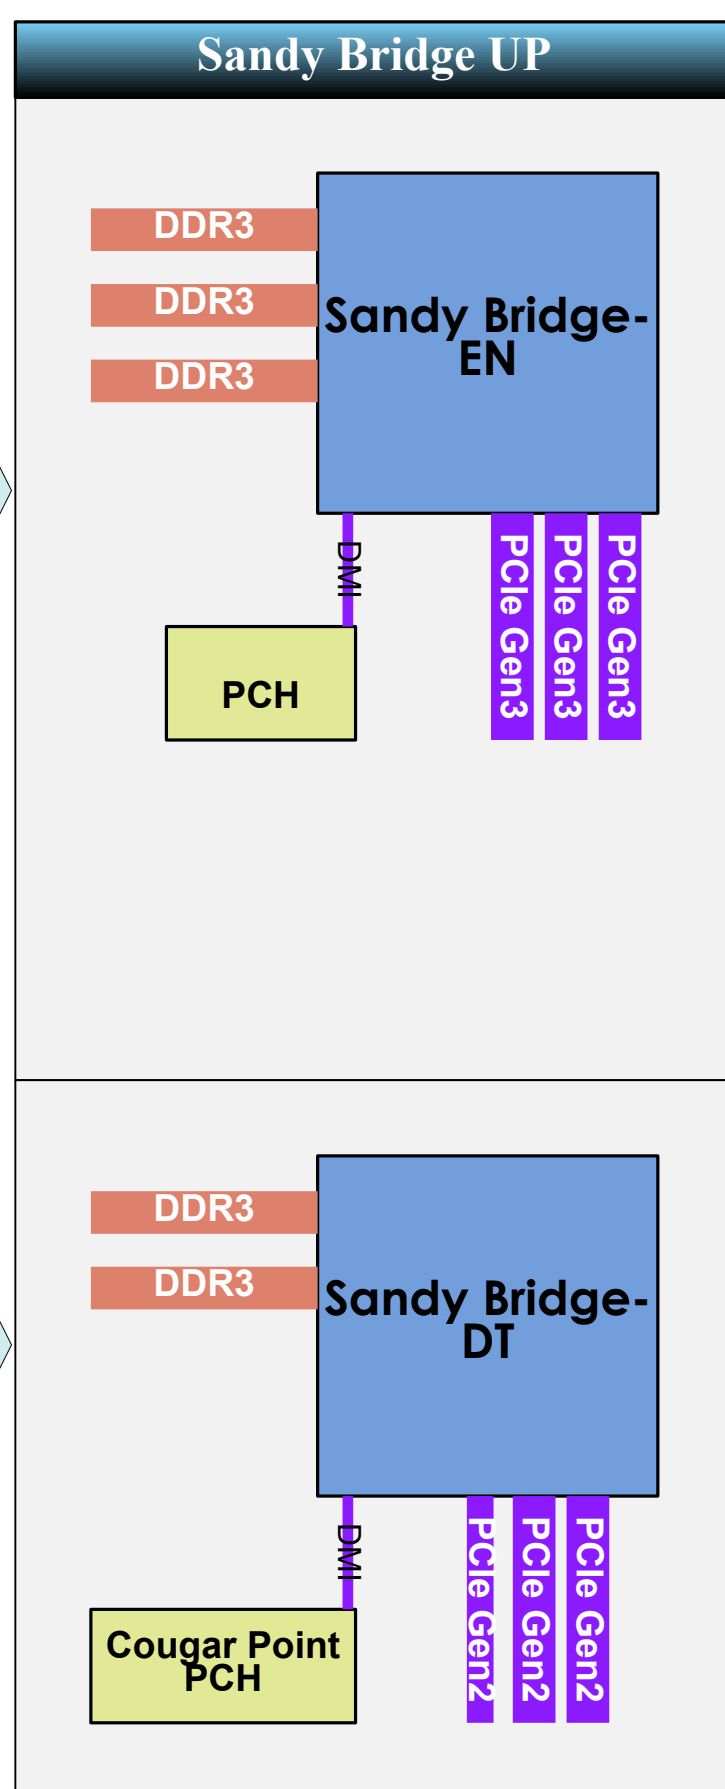 Sandy Bridge UP
DDR3
DDR3
DDR3
Sandy Bridge-
EN
DMI
PCIe Gen3
PCIe Gen3
PCIe Gen3
PCH
DDR3
DDR3
Sandy Bridge-
DT
DMI
PCIe Gen2
PCIe Gen2
PCIe Gen2
Cougar Point
PCH